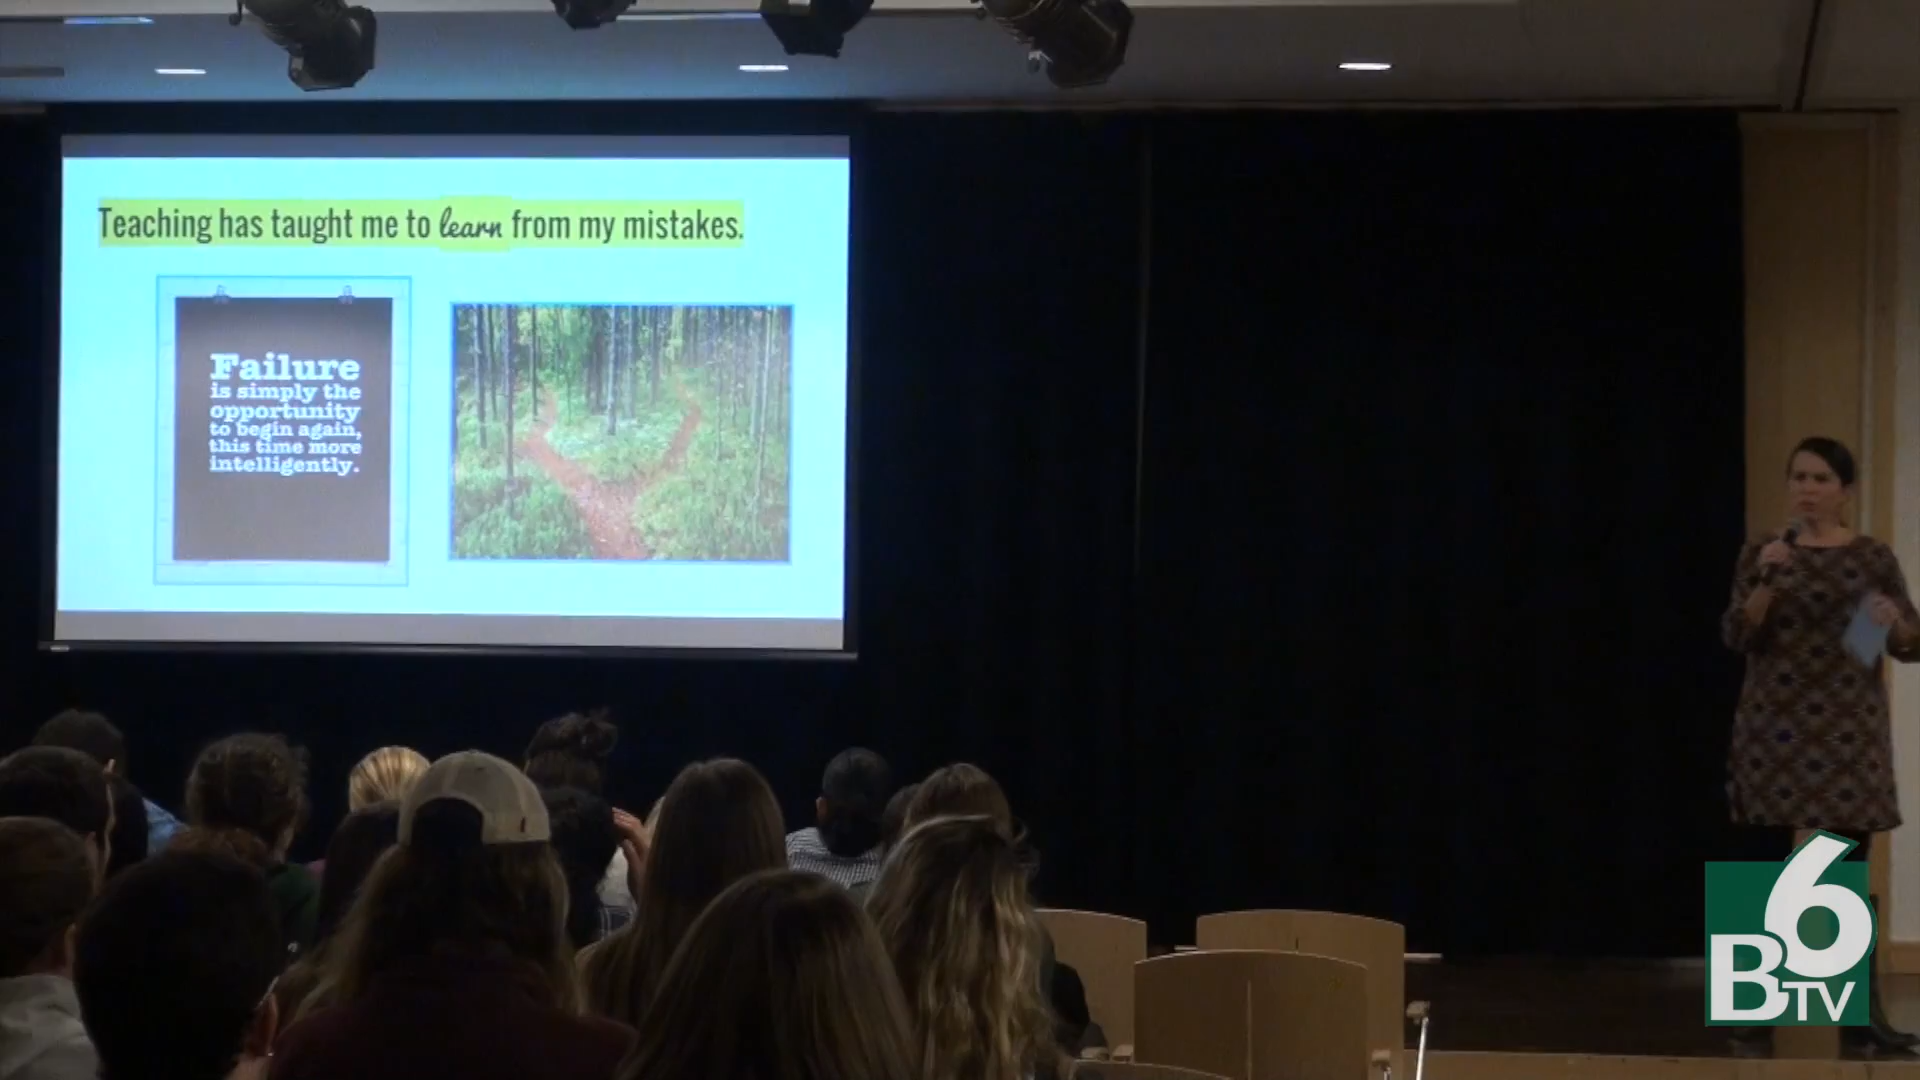 Teaching has taught me to learn from my mistakes.
Failure
is simply the
opportunity
to begin again,
this time more
intelligently.
6
BTV